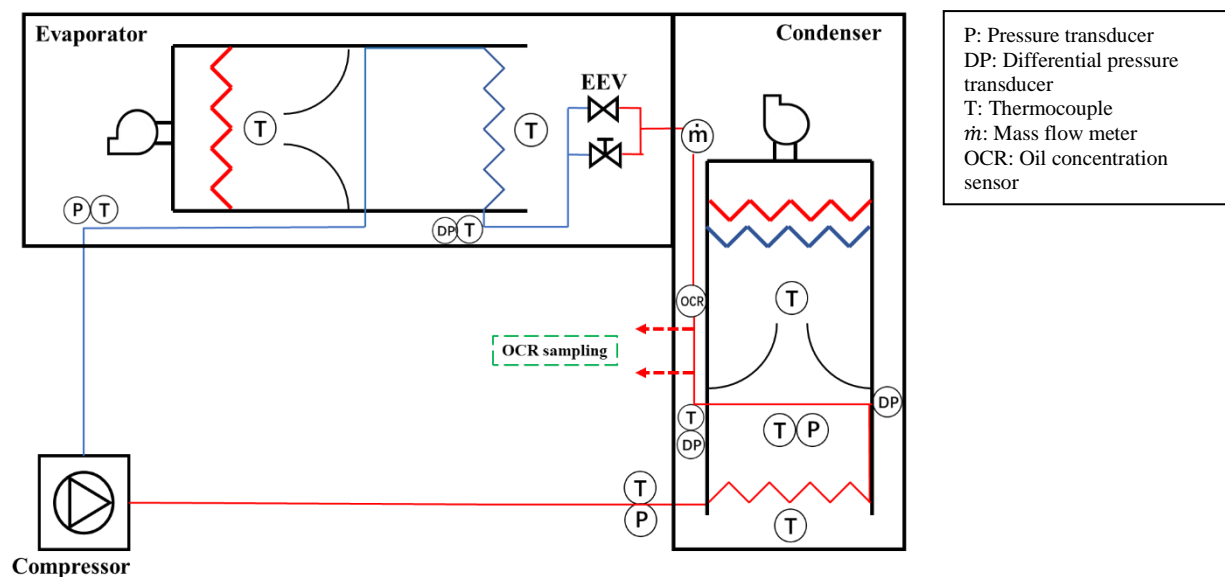 Evaporator
Condenser
P: Pressure transducer
DP: Differential pressure
transducer
T: Thermocouple
ṁ: Mass flow meter
OCR: Oil concentration
sensor
EEV
T
T
ṁ
P T
DP T
OCR
T
OCR sampling
T
DP
DP
T P
T
P
T
Compressor